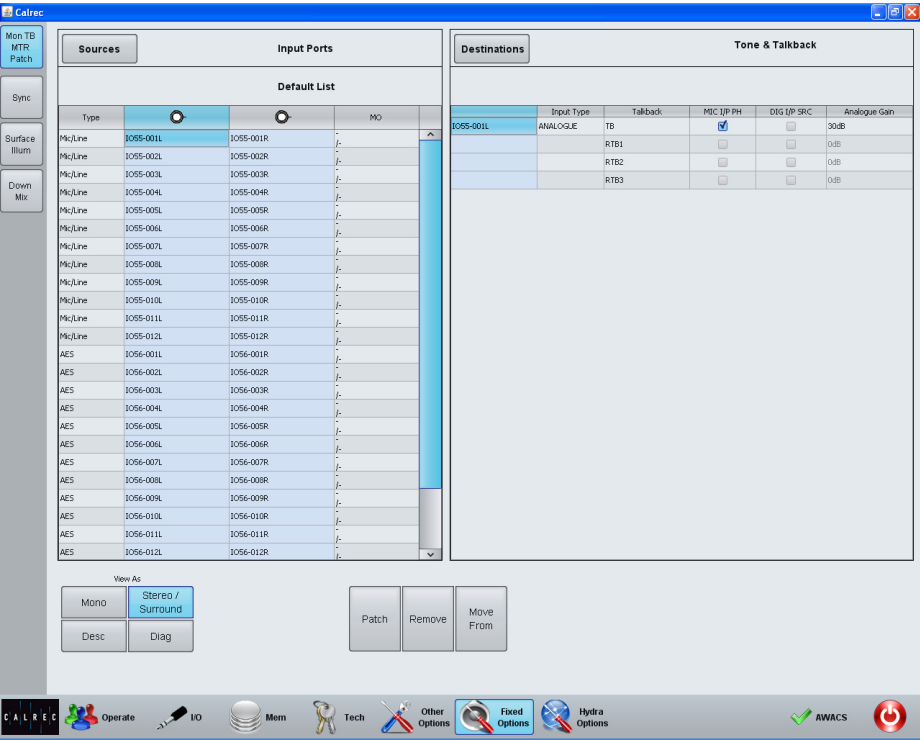 Calrec
Mon TB
MTR
Patch
Sync
Surface
Illum
Down
Mix
Sources
Input Ports
Default List
Type MO
Mic/Line IO55-001L IO55-001R -/-
Mic/Line IO55-002L IO55-002R -/-
Mic/Line IO55-003L IO55-003R -/-
Mic/Line IO55-004L IO55-004R -/-
Mic/Line IO55-005L IO55-005R -/-
Mic/Line IO55-006L IO55-006R -/-
Mic/Line IO55-007L IO55-007R -/-
Mic/Line IO55-008L IO55-008R -/-
Mic/Line IO55-009L IO55-009R -/-
Mic/Line IO55-010L IO55-010R -/-
Mic/Line IO55-011L IO55-011R -/-
Mic/Line IO55-012L IO55-012R -/-
AES IO56-001L IO56-001R -/-
AES IO56-002L IO56-002R -/-
AES IO56-003L IO56-003R -/-
AES IO56-004L IO56-004R -/-
AES IO56-005L IO56-005R -/-
AES IO56-006L IO56-006R -/-
AES IO56-007L IO56-007R -/-
AES IO56-008L IO56-008R -/-
AES IO56-009L IO56-009R -/-
AES IO56-010L IO56-010R -/-
AES IO56-011L IO56-011R -/-
AES IO56-012L IO56-012R -/-
Destinations
Tone & Talkback
Input Type Talkback MIC I/P PH DIG I/P SRC Analogue Gain
IO55-001L ANALOGUE TB 30dB
RTB1 0dB
RTB2 0dB
RTB3 0dB
View As
Mono
Stereo /
Surround
Desc
Diag
Patch
Remove
Move
From
CALREC
Operate
I/O
Mem
Tech
Other
Options
Fixed
Options
Hydra
Options
AWACS